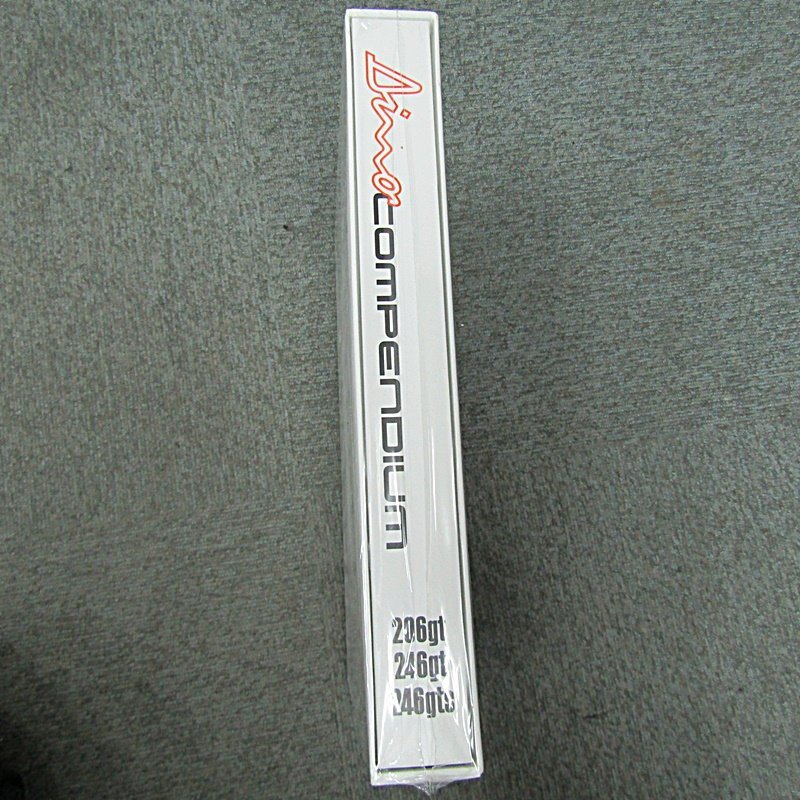 Dino COMPENDIUM
206gt
246gt
246gts